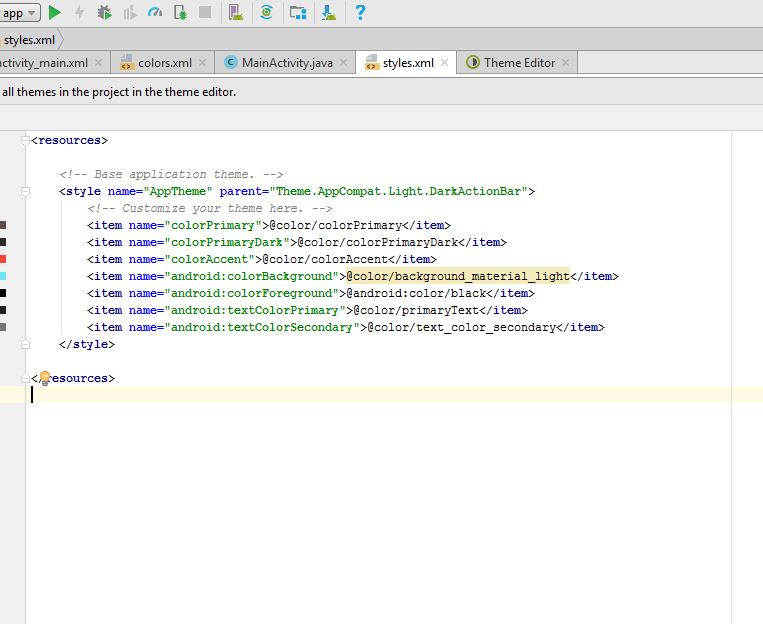 app
styles.xml
activity_main.xml colors.xml MainActivity.java styles.xml Theme Editor
all themes in the project in the theme editor.
<resources>
<!-- Base application theme. -->
<style name="AppTheme" parent="Theme.AppCompat.Light.DarkActionBar">
<!-- Customize your theme here. -->
<item name="colorPrimary">@color/colorPrimary</item>
<item name="colorPrimaryDark">@color/colorPrimaryDark</item>
<item name="colorAccent">@color/colorAccent</item>
<item name="android:colorBackground">@color/background_material_light</item>
<item name="android:colorForeground">@android:color/black</item>
<item name="android:textColorPrimary">@color/primaryText</item>
<item name="android:textColorSecondary">@color/text_color_secondary</item>
</style>
</resources>